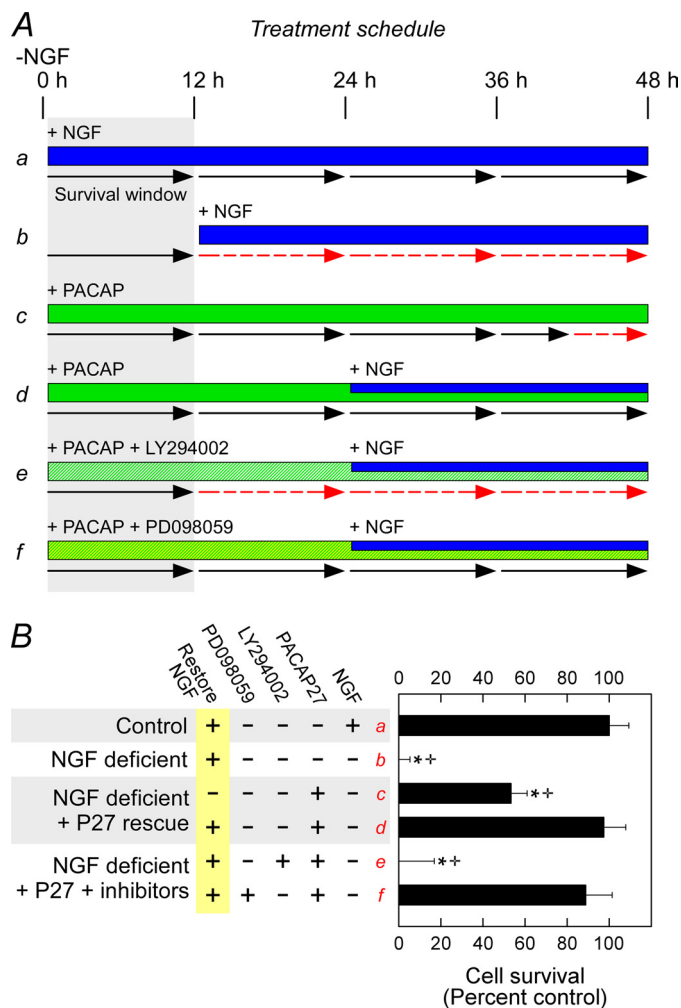 A
Treatment schedule
-NGF
0 h 12 h 24 h 36 h 48 h
+ NGF
a
Survival window
+ NGF
b
+ PACAP
c
+ PACAP + NGF
d
+ PACAP + LY294002 + NGF
e
+ PACAP + PD098059 + NGF
f
B
Restore NGF PD098059 LY294002 PACAP27 NGF
0 20 40 60 80 100
Control + − − − + a
NGF deficient + − − − − b *✢
NGF deficient + P27 rescue
− − − + − c *✢
+ − − + − d
NGF deficient + P27 + inhibitors
+ − + + − e *✢
+ + − + − f
0 20 40 60 80 100
Cell survival
(Percent control)